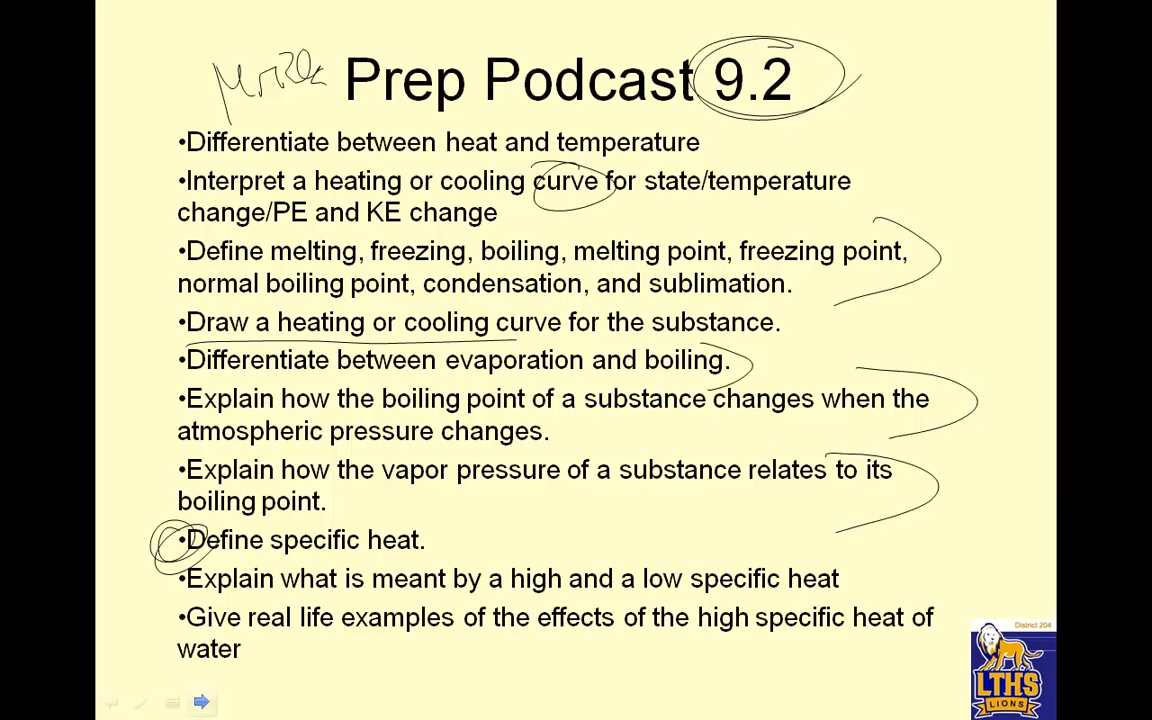 Prep Podcast 9.2
•Differentiate between heat and temperature
•Interpret a heating or cooling curve for state/temperature
change/PE and KE change
•Define melting, freezing, boiling, melting point, freezing point,
normal boiling point, condensation, and sublimation.
•Draw a heating or cooling curve for the substance.
•Differentiate between evaporation and boiling.
•Explain how the boiling point of a substance changes when the
atmospheric pressure changes.
•Explain how the vapor pressure of a substance relates to its
boiling point.
•Define specific heat.
•Explain what is meant by a high and a low specific heat
•Give real life examples of the effects of the high specific heat of
water
District 204
LTHS
LIONS